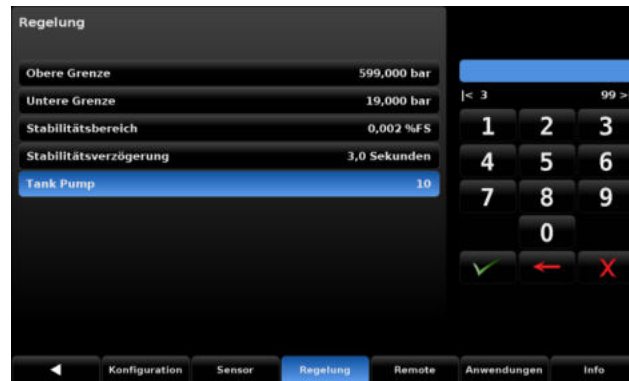 Regelung
Obere Grenze 599,000 bar
Untere Grenze 19,000 bar
Stabilitätsbereich 0,002 %FS
Stabilitätsverzögerung 3,0 Sekunden
Tank Pump 10
|< 3 99 >
1 2 3
4 5 6
7 8 9
0
Konfiguration Sensor Regelung Remote Anwendungen Info